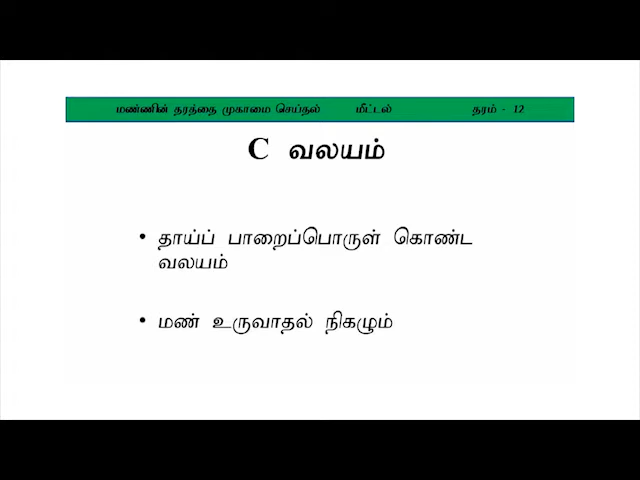 மண்ணின் தரத்தை முகாமை செய்தல் மீட்டல் தரம் - 12
C வலயம்
• தாய்ப் பாறைப்பொருள் கொண்ட
வலயம்
• மண் உருவாதல் நிகழும்